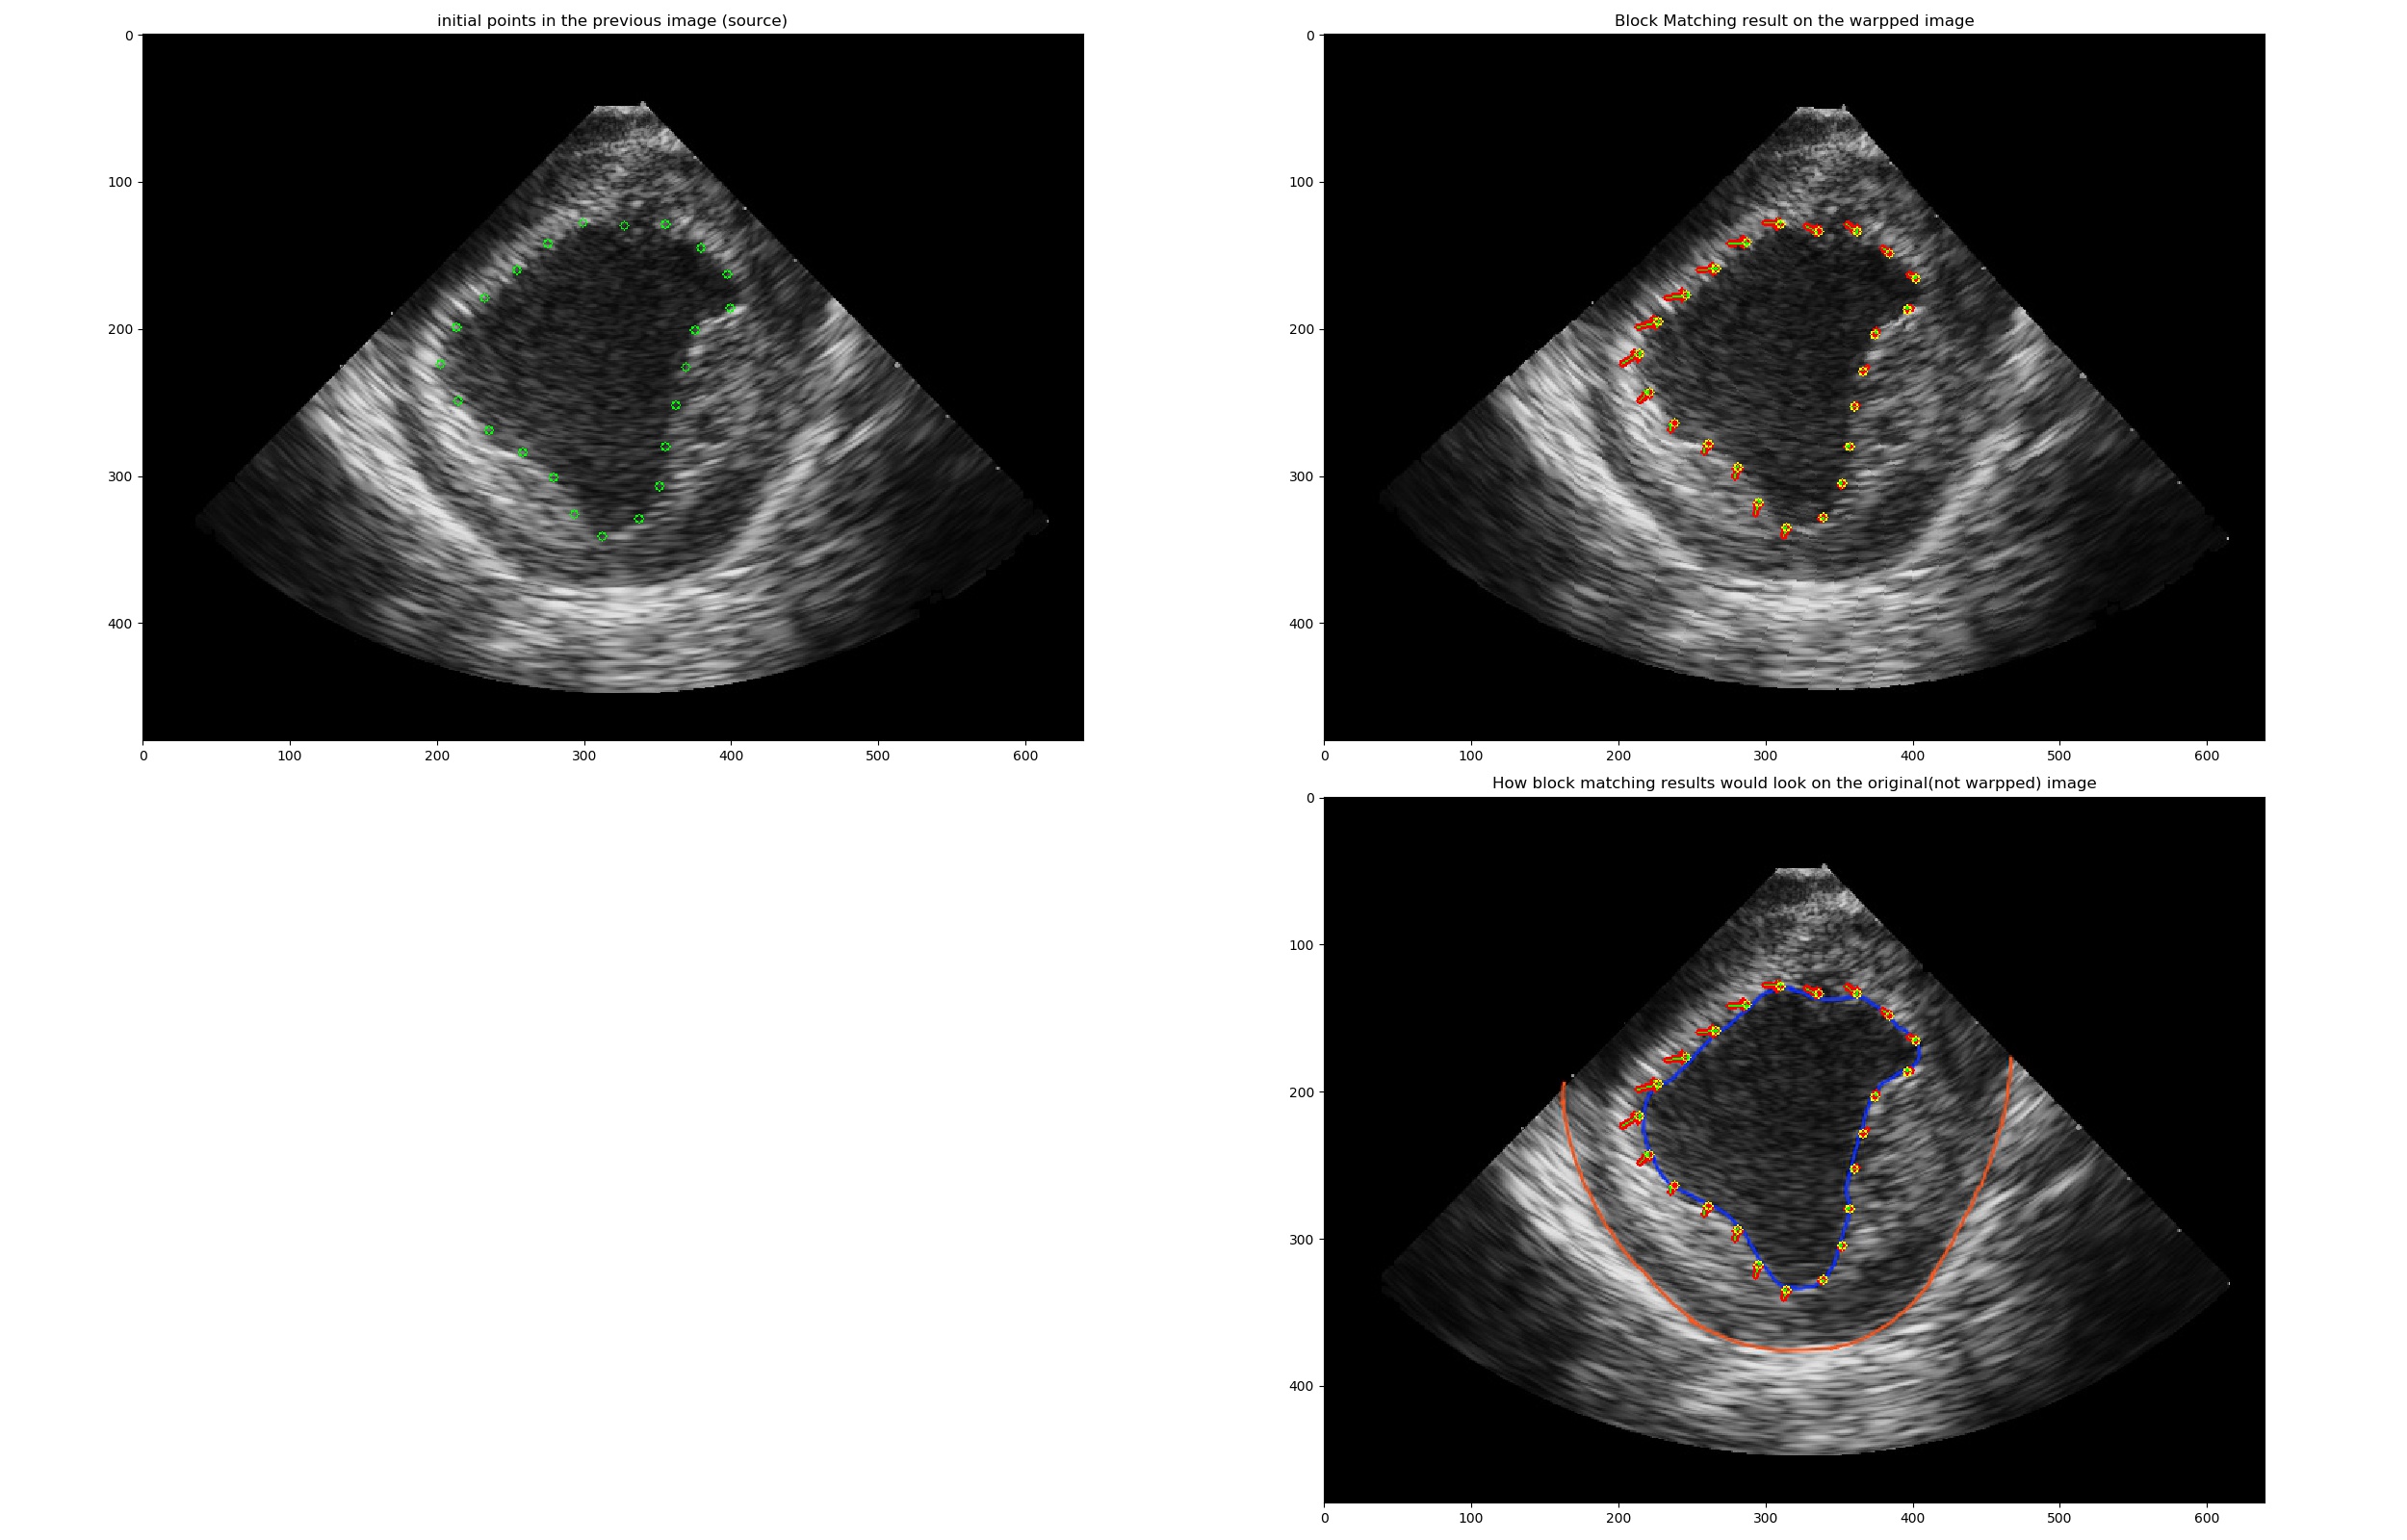 initial points in the previous image (source)
0
100
200
300
400
0 100 200 300 400 500 600
Block Matching result on the warpped image
0
100
200
300
400
0 100 200 300 400 500 600
How block matching results would look on the original(not warpped) image
0
100
200
300
400
0 100 200 300 400 500 600